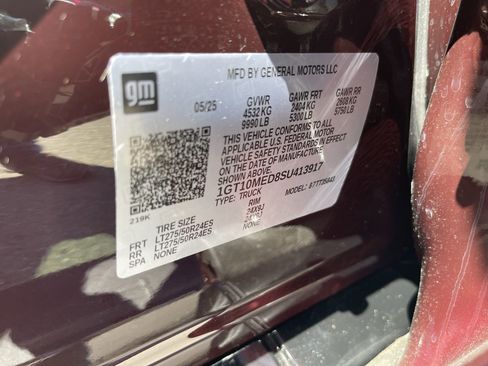 gm
MFD BY GENERAL MOTORS LLC
05/25 GVWR GAWR FRT GAWR RR
4532 KG 2404 KG 2608 KG
9990 LB 5300 LB 5750 LB
THIS VEHICLE CONFORMS TO ALL
APPLICABLE U.S. FEDERAL MOTOR
VEHICLE SAFETY STANDARDS IN EFFECT
ON THE DATE OF MANUFACTURE
SHOWN ABOVE.
1GT10MED8SU413917
TYPE: TRUCK MODEL:
219K
TIRE SIZE RIM
FRT LT275/50R24ES 24X9J
RR LT275/50R24ES 24X9J
SPA NONE NONE